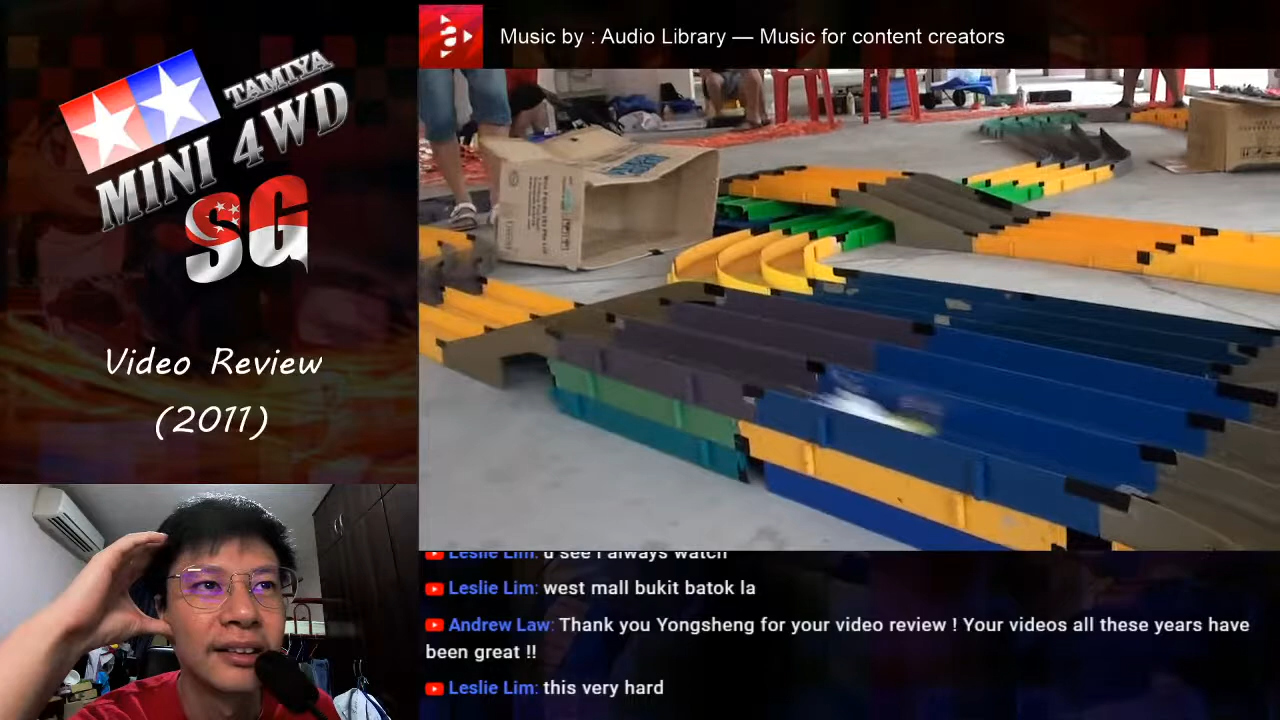 TAMIYA
MINI 4WD
SG
Video Review
(2011)
Music by : Audio Library — Music for content creators
Leslie Lim: u see i always watch
Leslie Lim: west mall bukit batok la
Andrew Law: Thank you Yongsheng for your video review ! Your videos all these years have
been great !!
Leslie Lim: this very hard